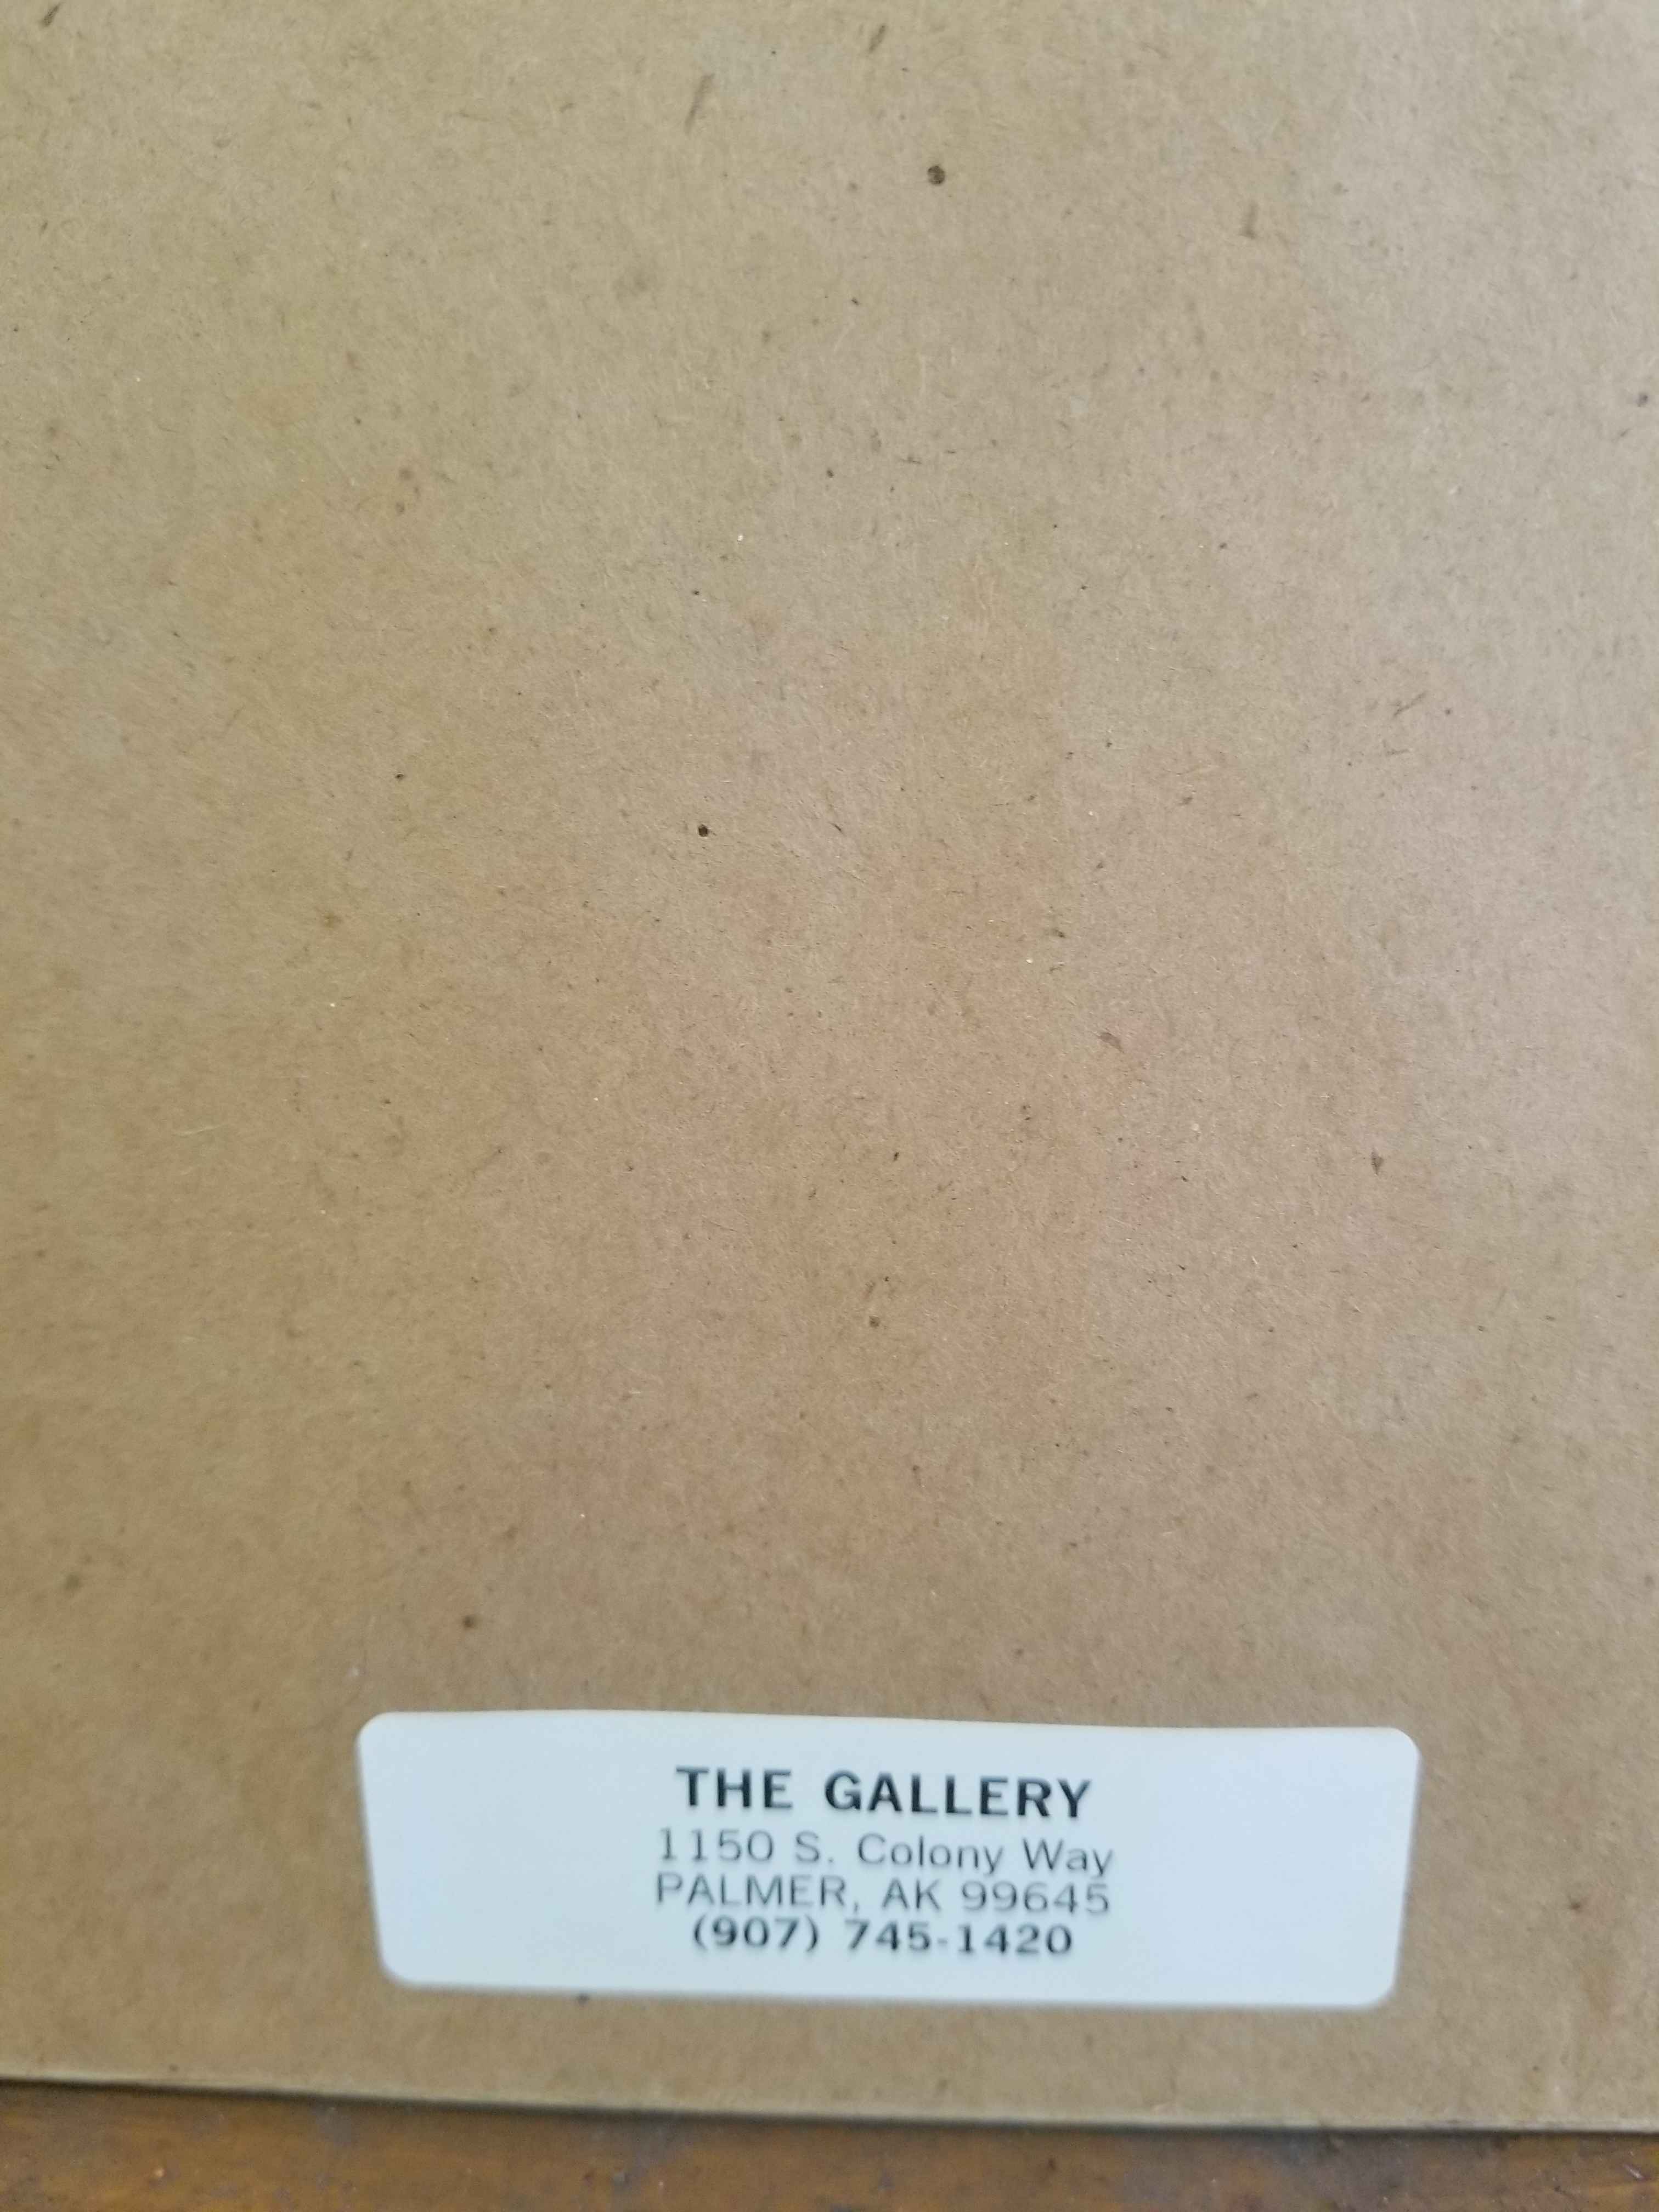 THE GALLERY
1150 S. Colony Way
PALMER, AK 99645
(907) 745-1420